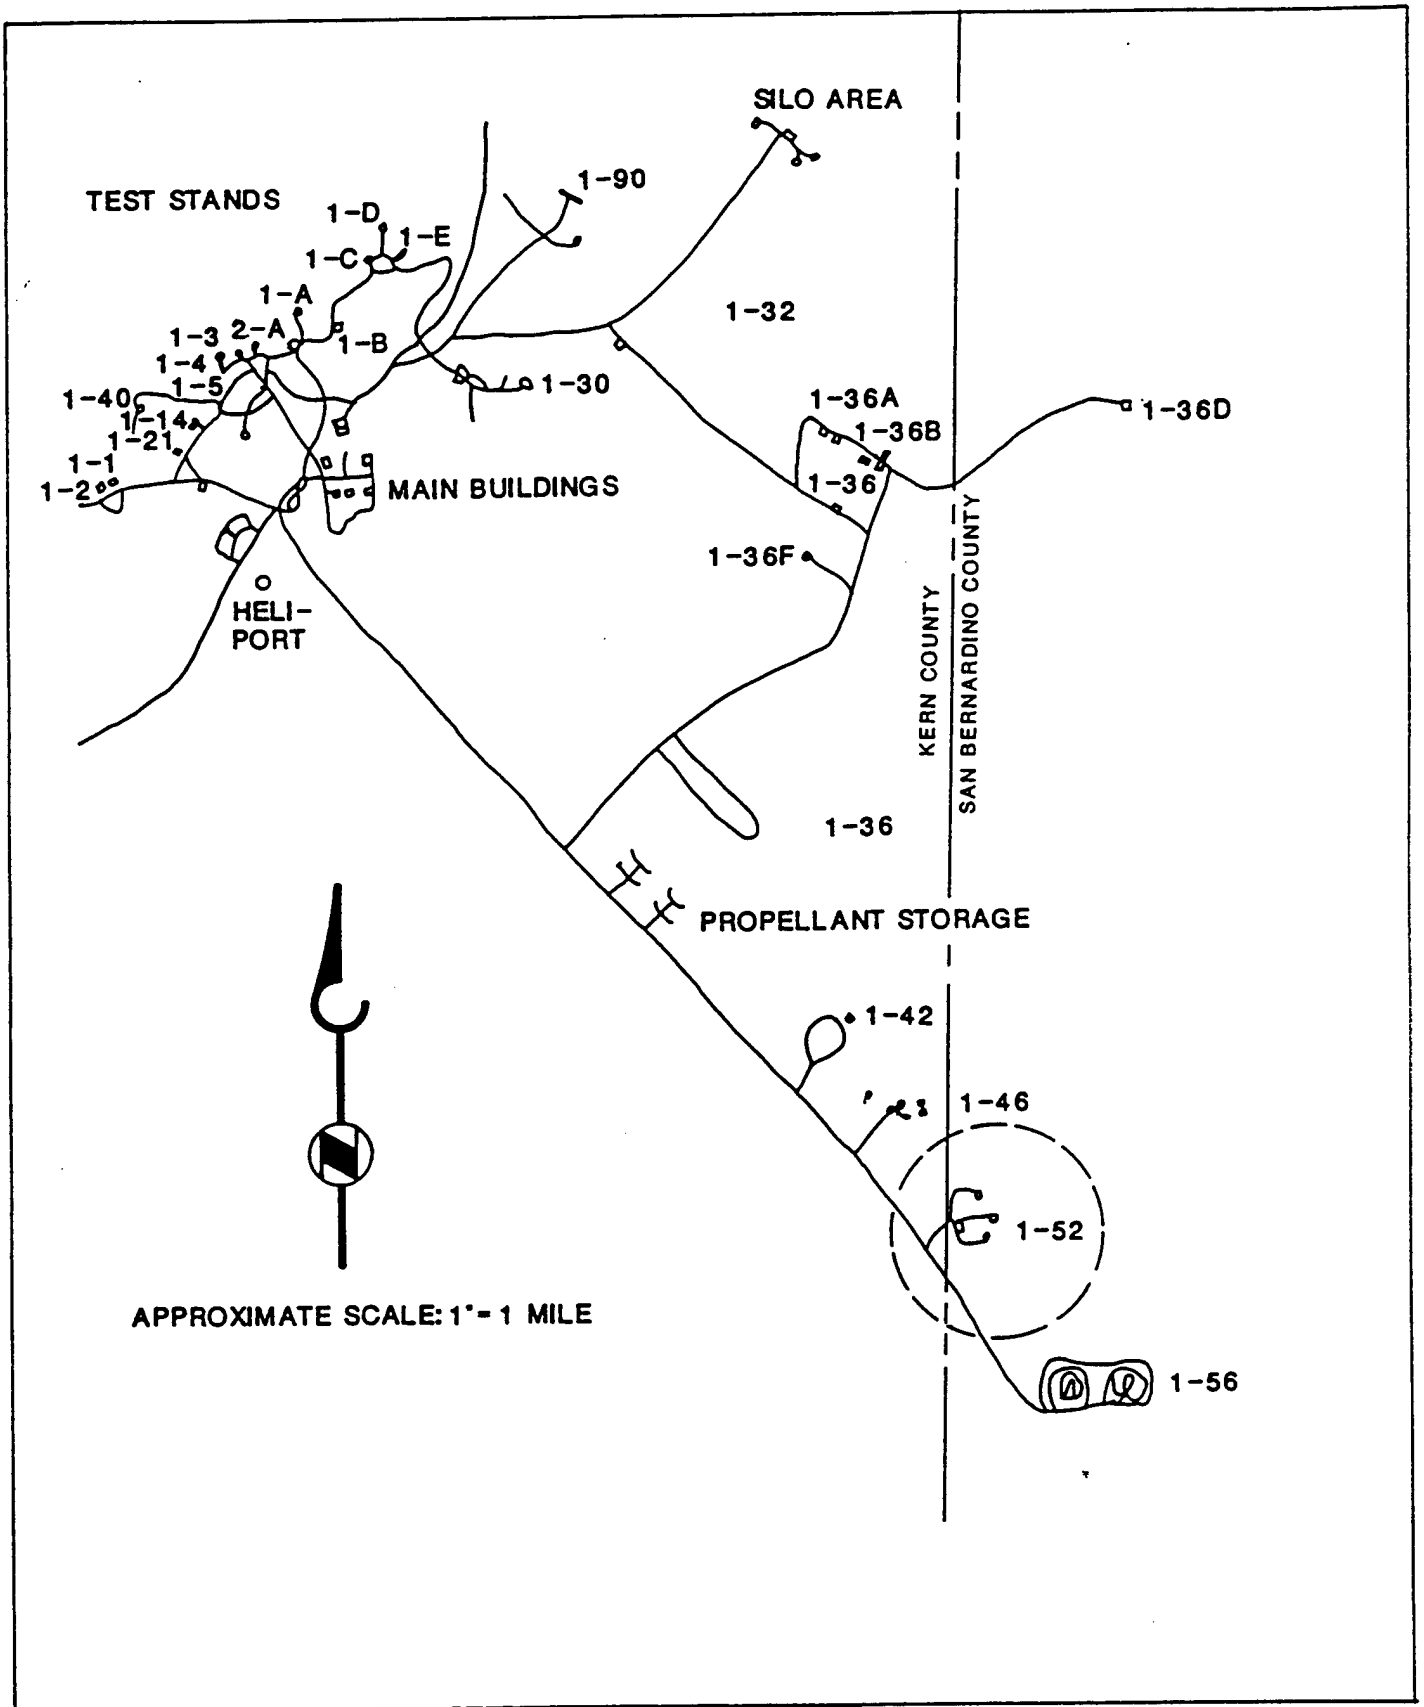 SILO AREA
TEST STANDS
1-90
1-D
1-E
1-C
1-A
1-32
1-3
2-A
1-B
1-4
1-5
1-30
1-40
1-36A
1-36D
1-14
1-36B
1-21
1-1
1-2
MAIN BUILDINGS
1-36
1-36F
HELI-
PORT
KERN COUNTY
SAN BERNARDINO COUNTY
1-36
PROPELLANT STORAGE
1-42
1-46
1-52
N
APPROXIMATE SCALE: 1"= 1 MILE
1-56